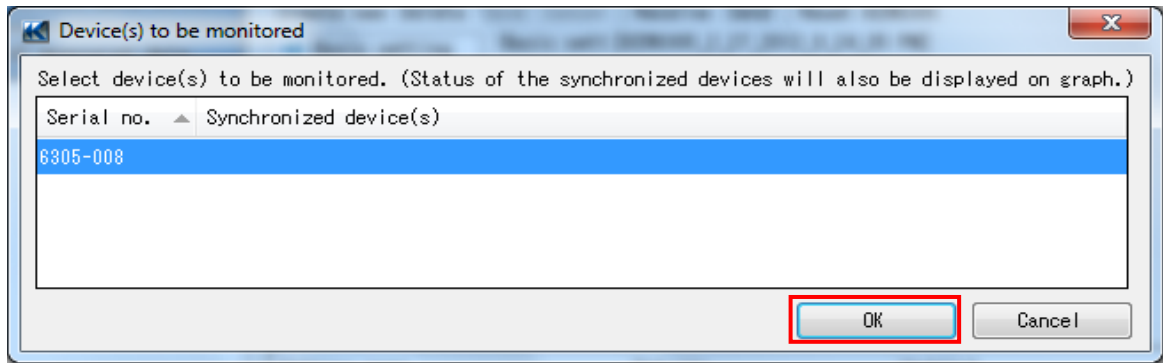 Device(s) to be monitored
Select device(s) to be monitored. (Status of the synchronized devices will also be displayed on graph.)
Serial no. Synchronized device(s)
6305-008
OK Cancel